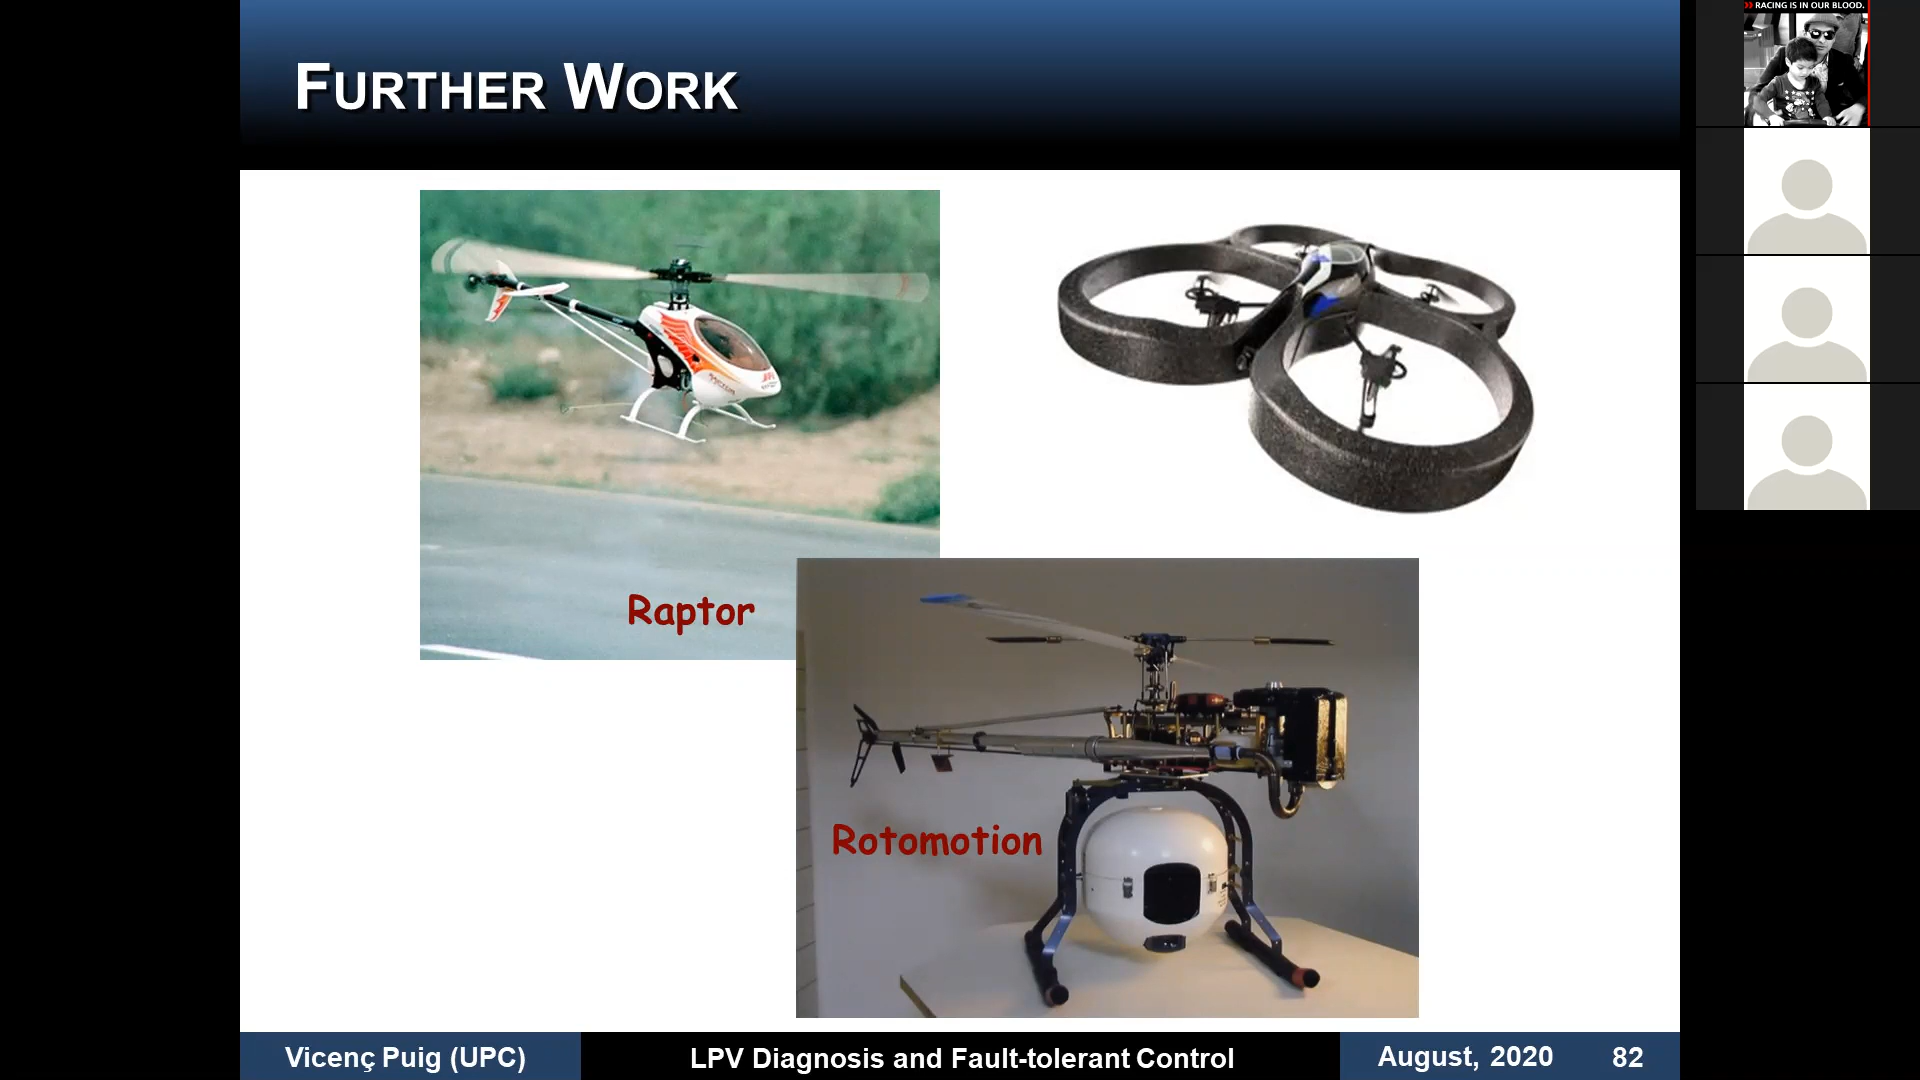 FURTHER WORK
» RACING IS IN OUR BLOOD.
Raptor
Rotomotion
Vicenç Puig (UPC)
LPV Diagnosis and Fault-tolerant Control
August, 2020
82